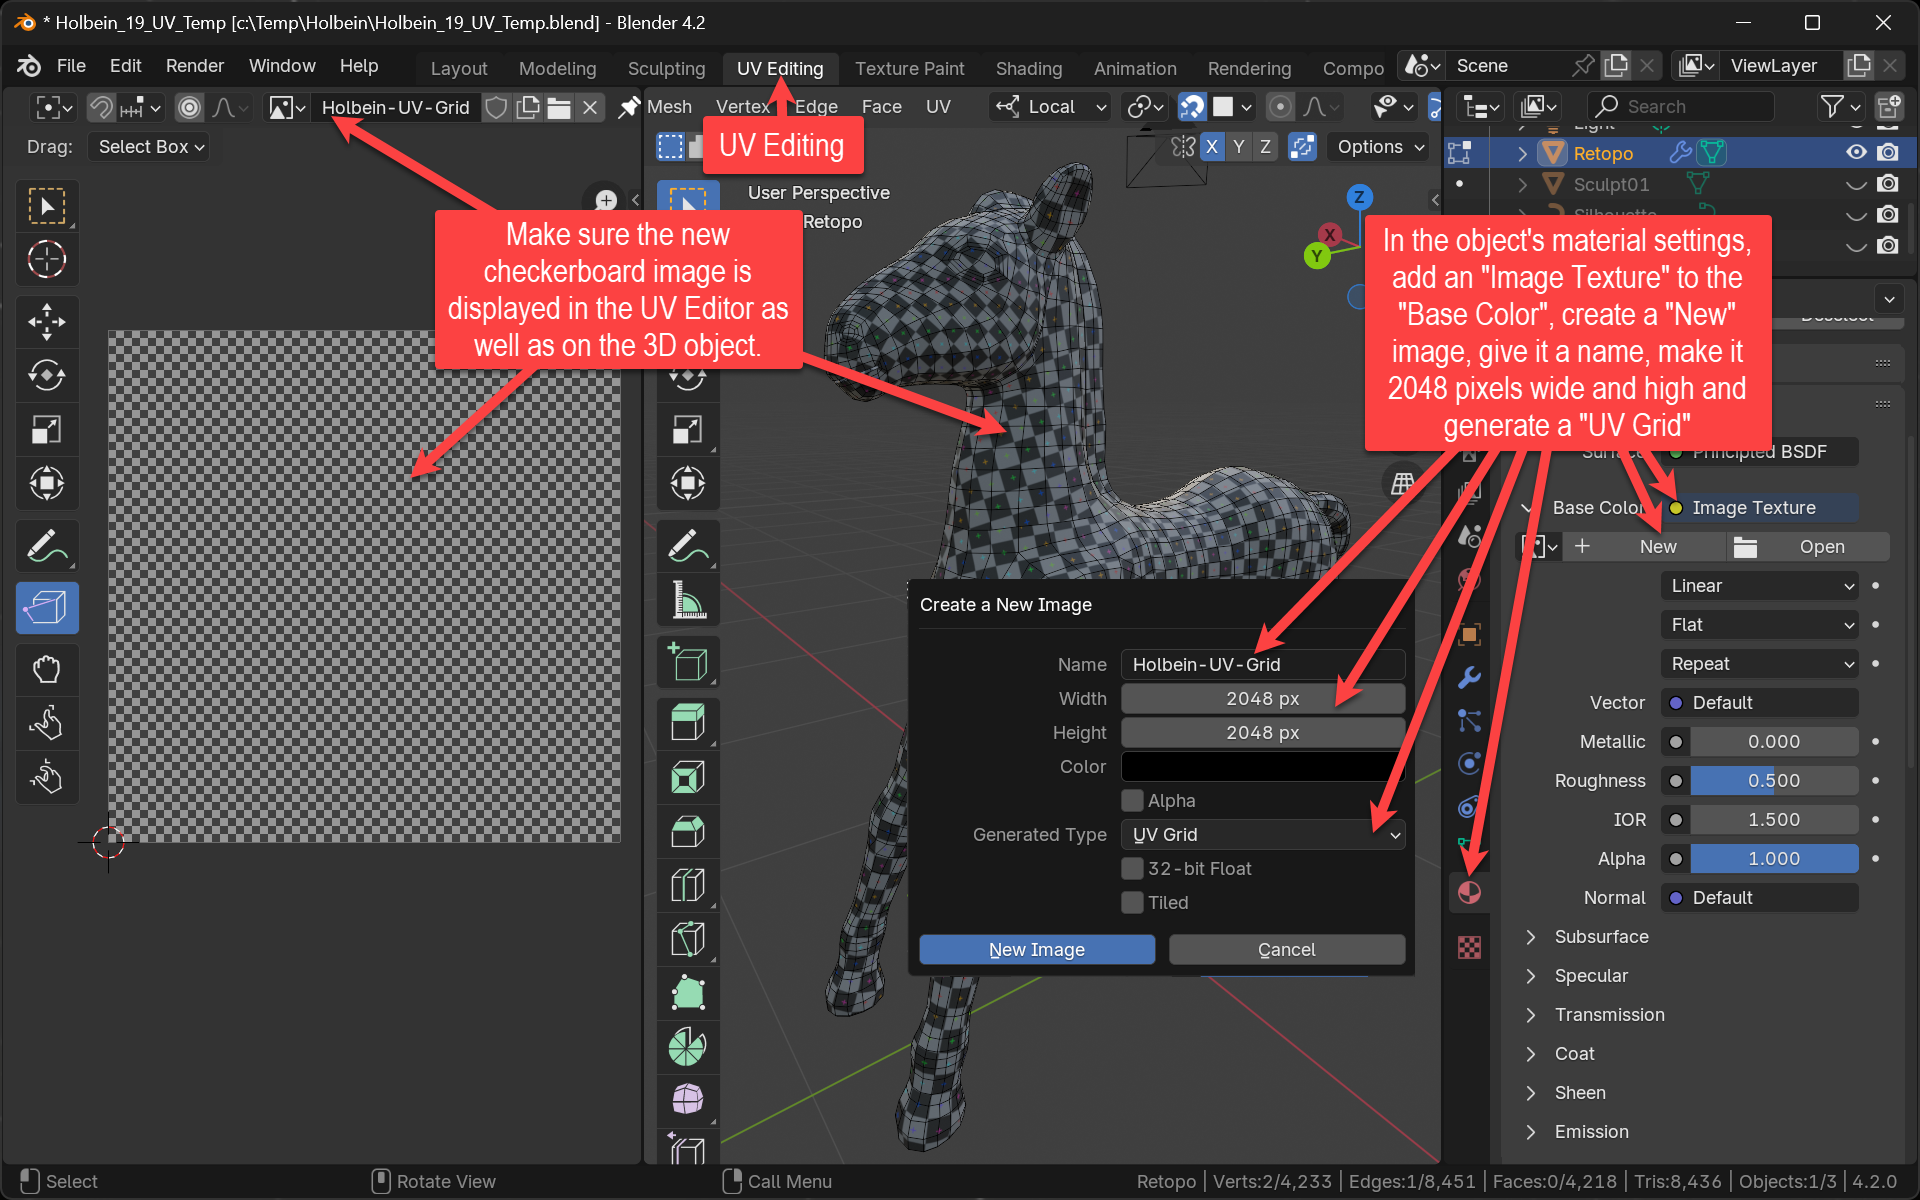 * Holbein_19_UV_Temp [c:\Temp\Holbein\Holbein_19_UV_Temp.blend] - Blender 4.2
File Edit Render Window Help Layout Modeling Sculpting UV Editing Texture Paint Shading Animation Rendering Compo Scene ViewLayer
Holbein-UV-Grid Mesh Vertex Edge Face UV Local Search
Drag: Select Box
UV Editing
X Y Z Options
Light
Retopo
Sculpt01
Silhouette
User Perspective
Retopo
Z
X
Y
Make sure the new
checkerboard image is
displayed in the UV Editor as
well as on the 3D object.
In the object's material settings,
add an "Image Texture" to the
"Base Color", create a "New"
image, give it a name, make it
2048 pixels wide and high and
generate a "UV Grid"
Surface Principled BSDF
Base Color Image Texture
New Open
Linear
Flat
Repeat
Vector Default
Metallic 0.000
Roughness 0.500
IOR 1.500
Alpha 1.000
Normal Default
Subsurface
Specular
Transmission
Coat
Sheen
Emission
Create a New Image
Name Holbein-UV-Grid
Width 2048 px
Height 2048 px
Color
Alpha
Generated Type UV Grid
32-bit Float
Tiled
New Image Cancel
Select Rotate View Call Menu Retopo | Verts:2/4,233 | Edges:1/8,451 | Faces:0/4,218 | Tris:8,436 | Objects:1/3 | 4.2.0